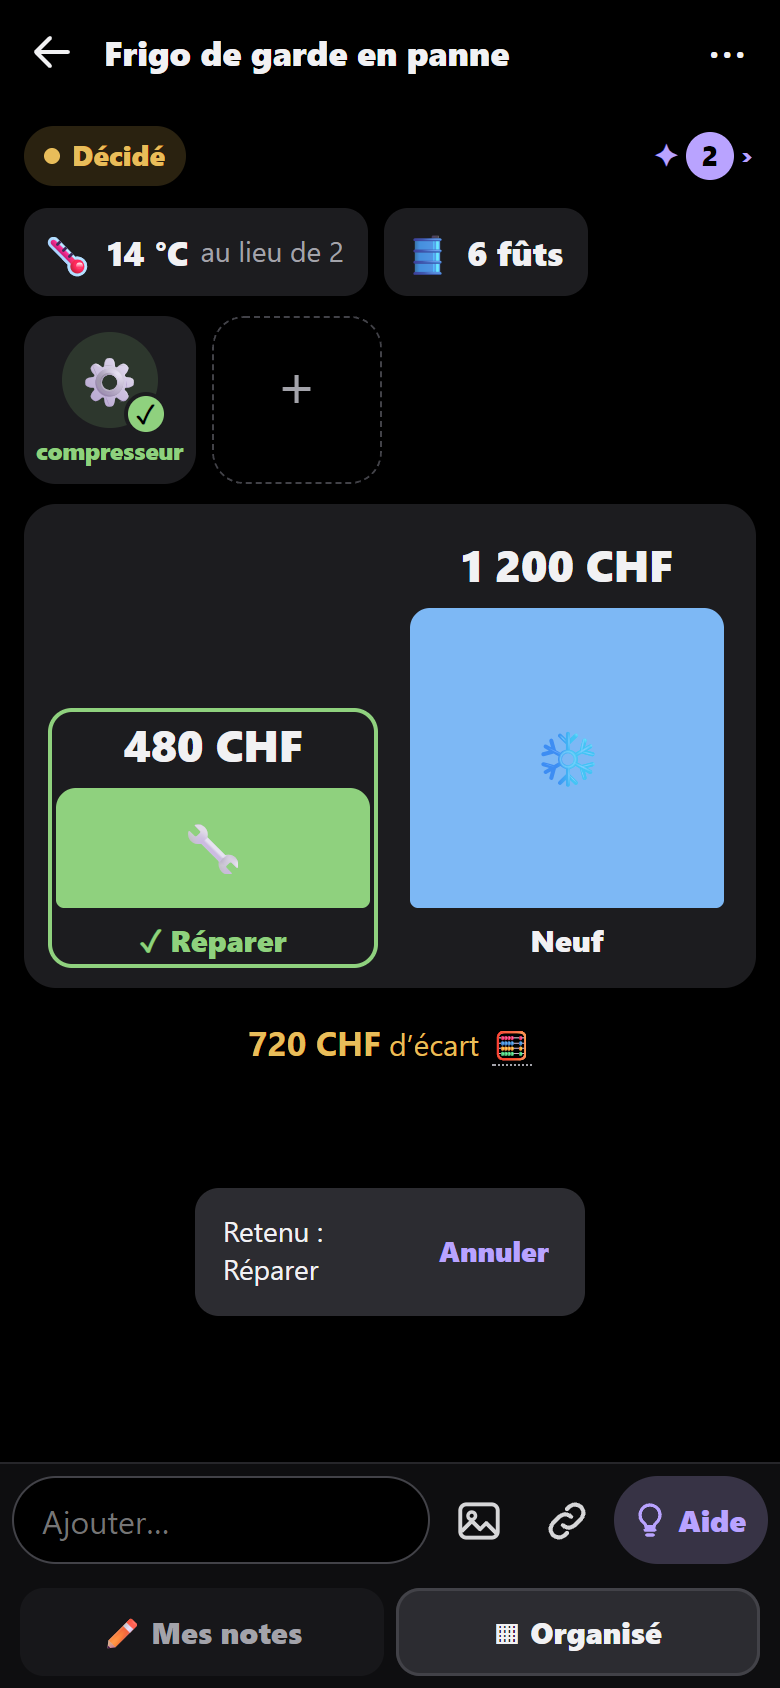 Frigo de garde en panne
Décidé
2
14 °C au lieu de 2
6 fûts
compresseur
1 200 CHF
480 CHF
✓ Réparer
Neuf
720 CHF d’écart
Retenu :
Réparer
Annuler
Ajouter…
Aide
Mes notes
Organisé